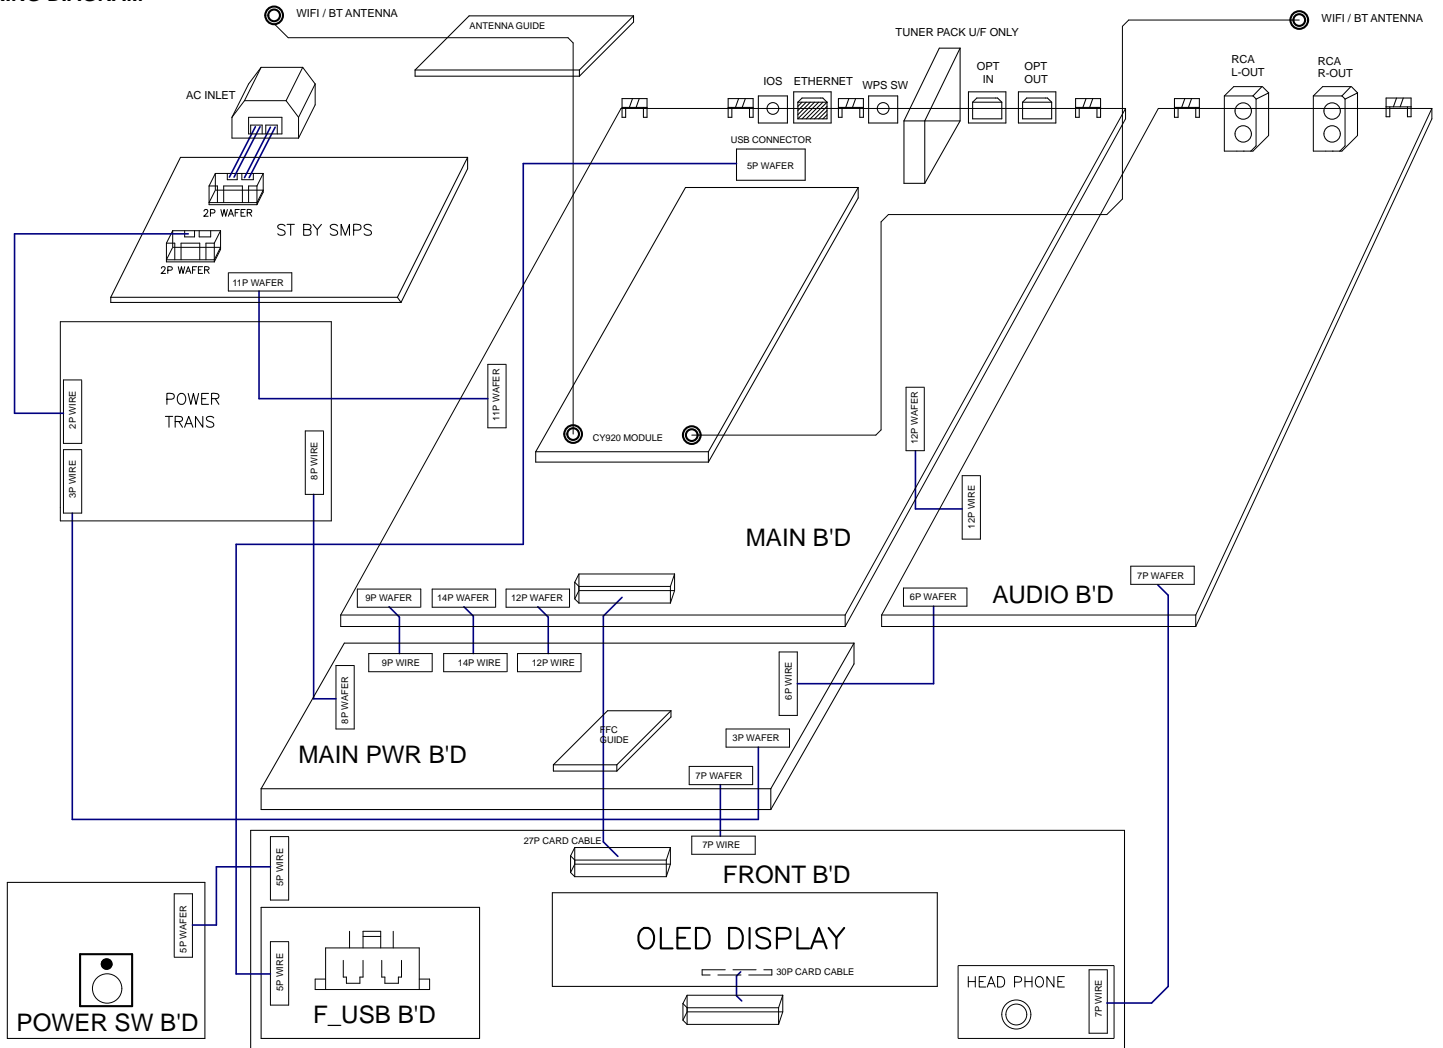 WIFI / BT ANTENNA
ANTENNA GUIDE
WIFI / BT ANTENNA
TUNER PACK U/F ONLY
AC INLET
IOS
ETHERNET
WPS SW
OPT
IN
OPT
OUT
RCA
L-OUT
RCA
R-OUT
USB CONNECTOR
5P WAFER
2P WAFER
ST BY SMPS
2P WAFER
11P WAFER
POWER
TRANS
2P WIRE
3P WIRE
8P WIRE
11P WAFER
CY920 MODULE
12P WAFER
12P WIRE
MAIN B'D
9P WAFER
14P WAFER
12P WAFER
6P WAFER
AUDIO B'D
7P WAFER
9P WIRE
14P WIRE
12P WIRE
8P WAFER
6P WIRE
FFC
GUIDE
3P WAFER
MAIN PWR B'D
7P WAFER
27P CARD CABLE
7P WIRE
5P WIRE
FRONT B'D
5P WAFER
OLED DISPLAY
5P WIRE
30P CARD CABLE
HEAD PHONE
7P WIRE
POWER SW B'D
F_USB B'D